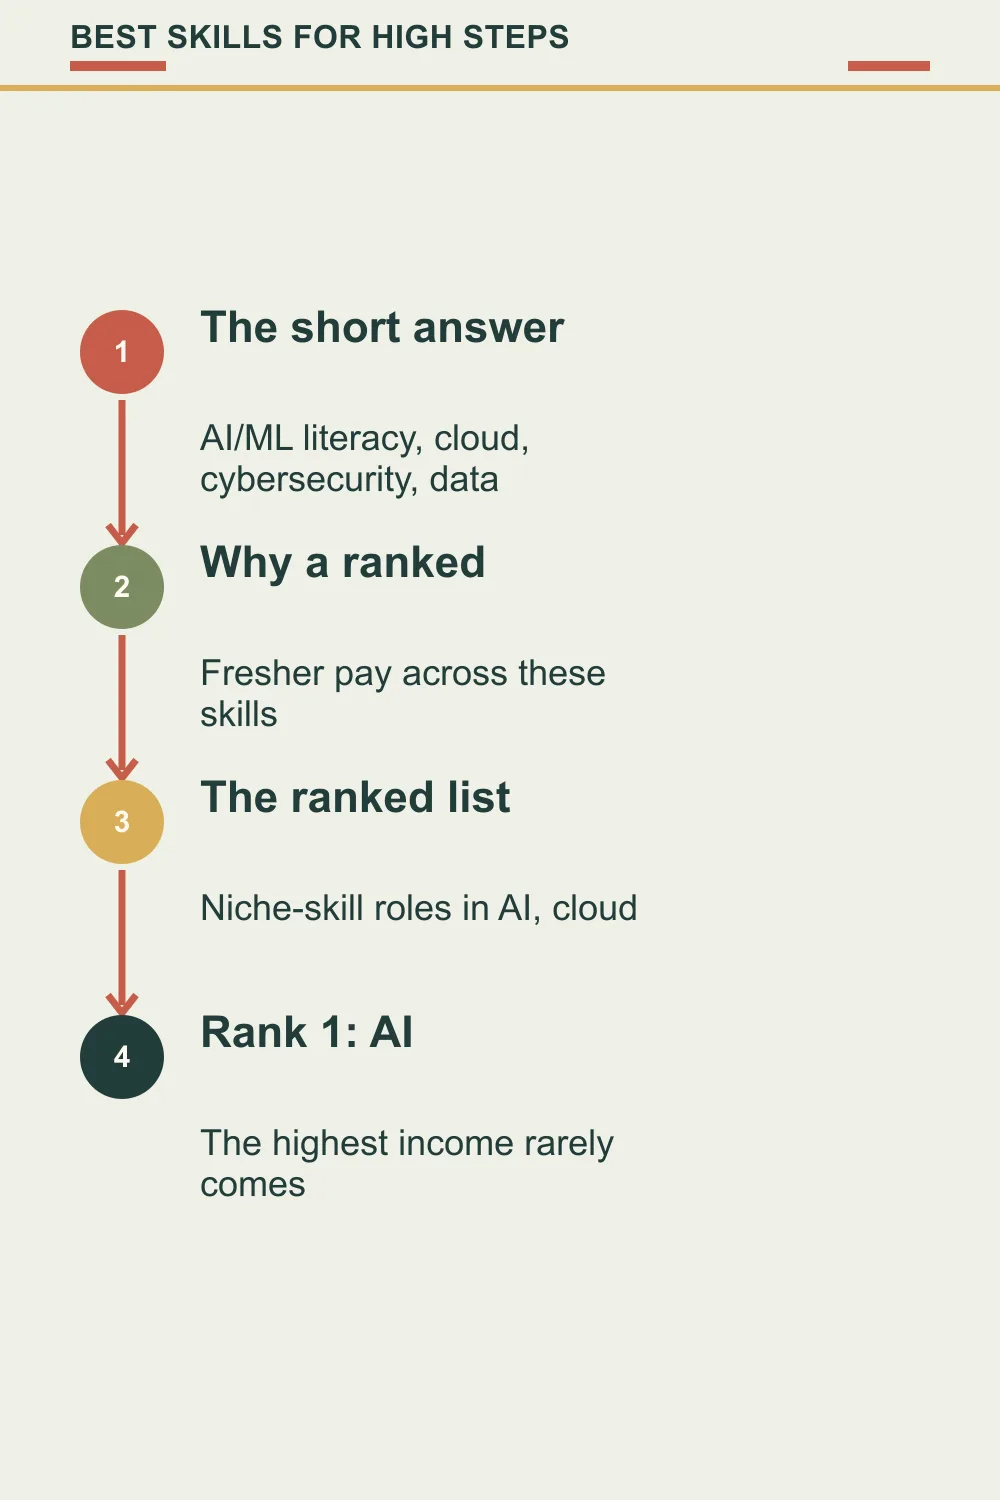 BEST SKILLS FOR HIGH STEPS
1
The short answer
AI/ML literacy, cloud,
cybersecurity, data
2
Why a ranked
Fresher pay across these
skills
3
The ranked list
Niche-skill roles in AI, cloud
4
Rank 1: AI
The highest income rarely
comes